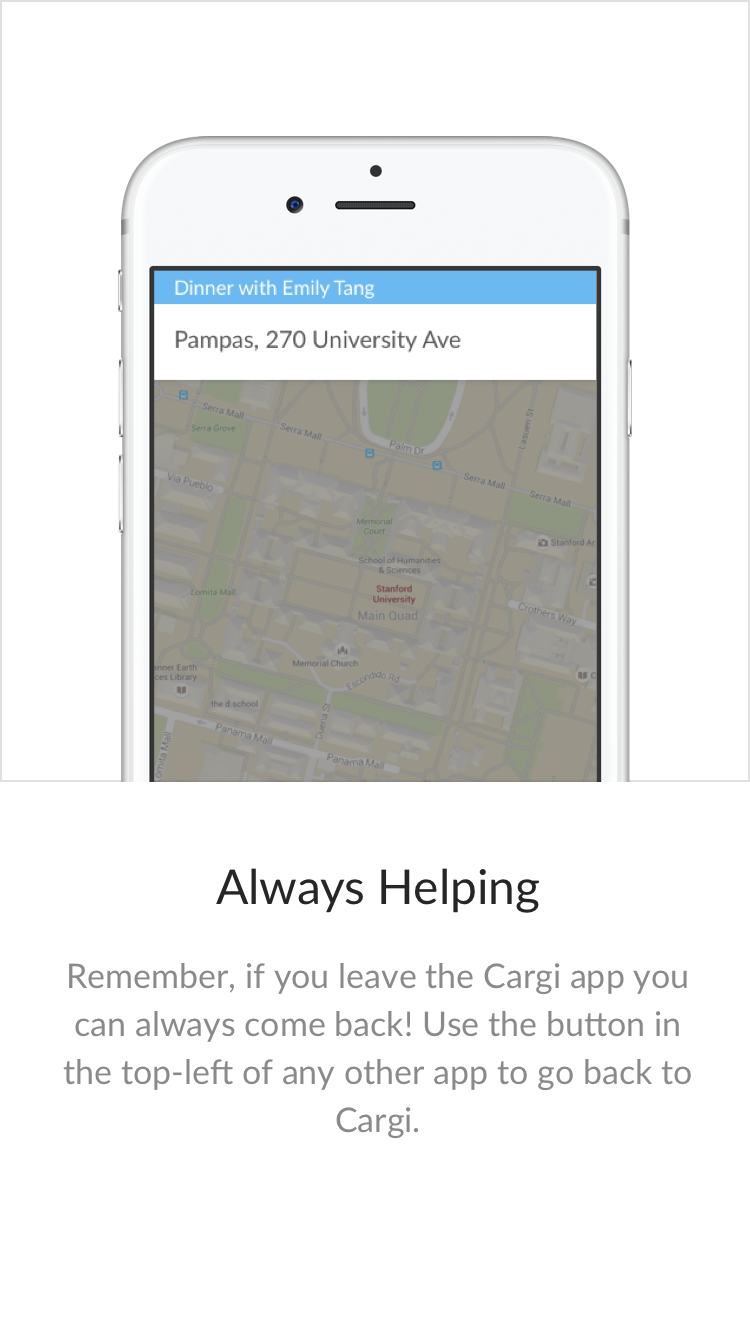 Dinner with Emily Tang
Pampas, 270 University Ave
Serra Mall
Serra Grove
Serra Mall
Palm Dr
Lasuen St
Via Pueblo
Serra Mall
Serra Mall
Memorial
Court
Stanford Ar
School of Humanities
& Sciences
Stanford
University
Lomita Mall
Main Quad
Crothers Way
Memorial Church
anner Earth
ces Library
Escondido Rd
C
the d.school
Duena St
Panama Mall
Lomita Mall
Panama Mall
Always Helping
Remember, if you leave the Cargi app you
can always come back! Use the button in
the top-left of any other app to go back to
Cargi.